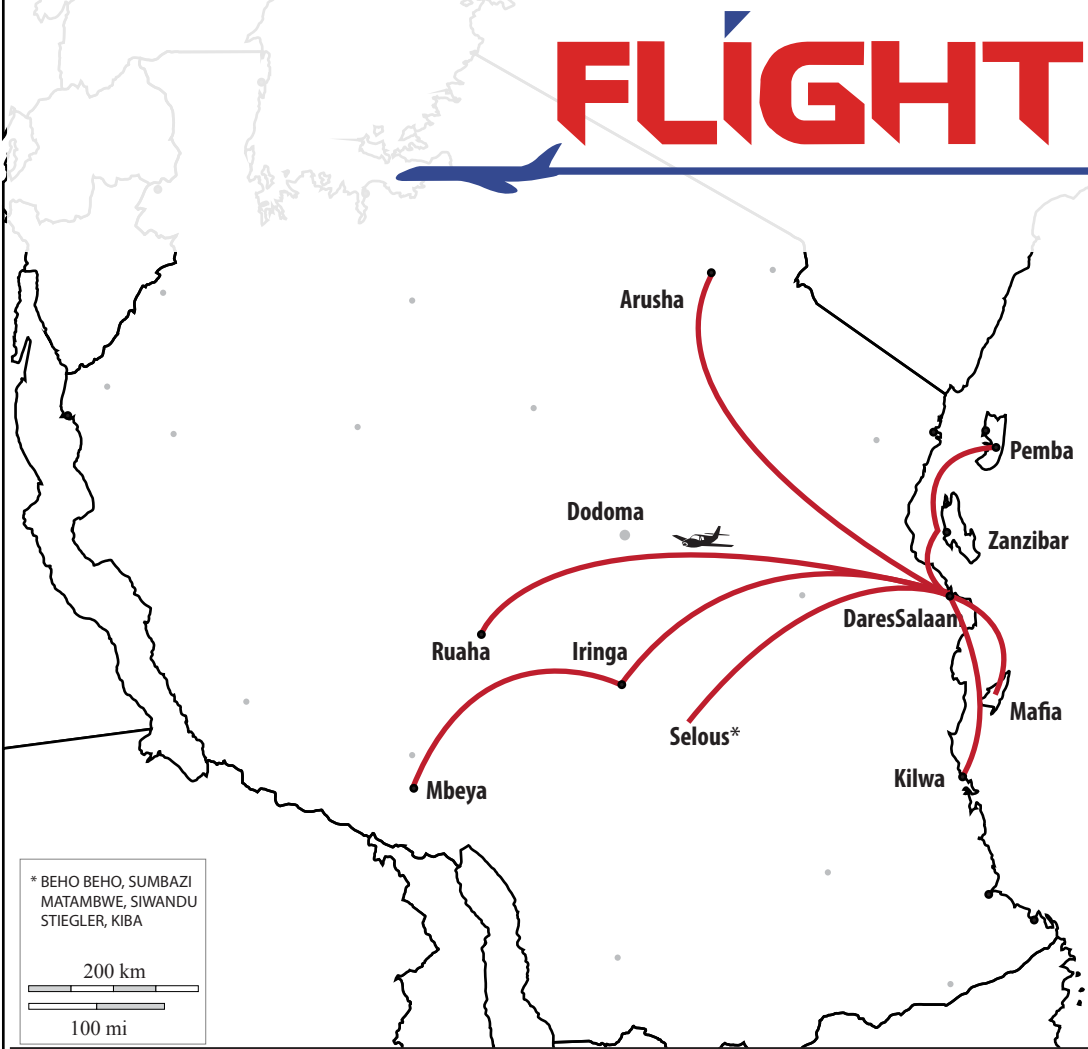 FLIGHT
Arusha
Pemba
Dodoma
Zanzibar
DaresSalaam
Ruaha
Iringa
Mafia
Selous*
Kilwa
Mbeya
* BEHO BEHO, SUMBAZI
MATAMBWE, SIWANDU
STIEGLER, KIBA
200 km
100 mi